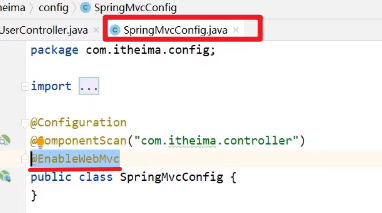 itheima > config > SpringMvcConfig
UserController.java SpringMvcConfig.java
package com.itheima.config;
import ...
@Configuration
@ComponentScan("com.itheima.controller")
@EnableWebMvc
public class SpringMvcConfig {
}